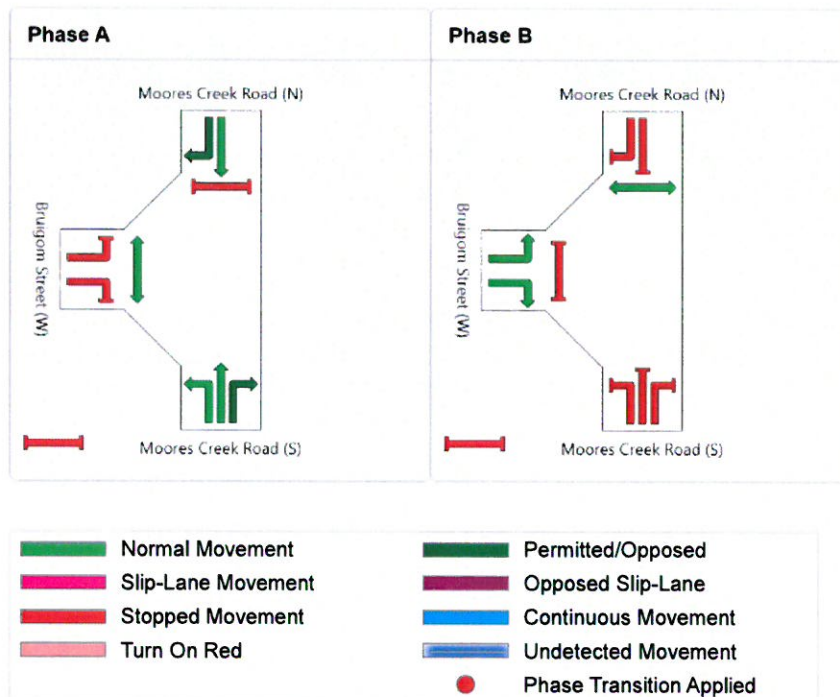 Phase A
Phase B
Moores Creek Road (N)
Moores Creek Road (N)
Bruigom Street (W)
Bruigom Street (W)
Moores Creek Road (S)
Moores Creek Road (S)
Normal Movement
Permitted/Opposed
Slip-Lane Movement
Opposed Slip-Lane
Stopped Movement
Continuous Movement
Turn On Red
Undetected Movement
Phase Transition Applied